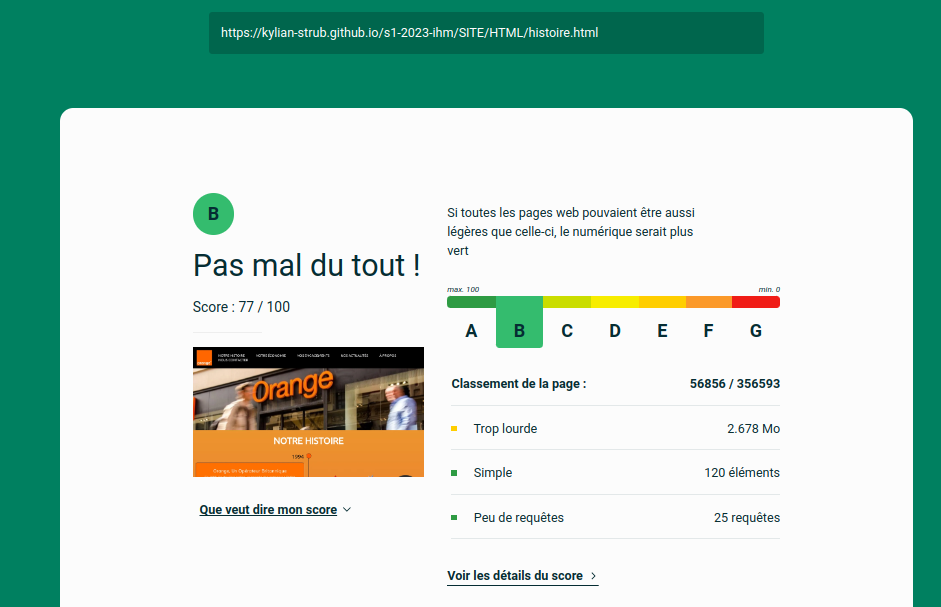 https://kylian-strub.github.io/s1-2023-ihm/SITE/HTML/histoire.html
B
Pas mal du tout !
Score : 77 / 100
NOTRE HISTOIRE NOTRE ÉCONOMIE NOS ENGAGEMENTS NOS ACTUALITÉS A PROPOS
NOUS CONTACTER
Orange
NOTRE HISTOIRE
1994
Orange, Un Opérateur Britannique
Que veut dire mon score
Si toutes les pages web pouvaient être aussi
légères que celle-ci, le numérique serait plus
vert
max. 100 min. 0
A B C D E F G
Classement de la page : 56856 / 356593
Trop lourde 2.678 Mo
Simple 120 éléments
Peu de requêtes 25 requêtes
Voir les détails du score